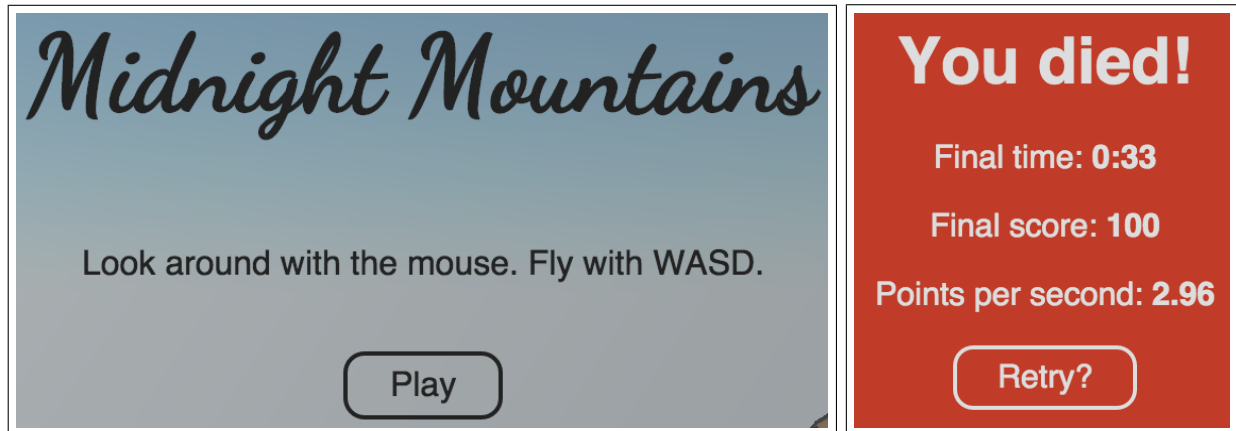 Midnight Mountains
Look around with the mouse. Fly with WASD.
Play
You died!
Final time: 0:33
Final score: 100
Points per second: 2.96
Retry?